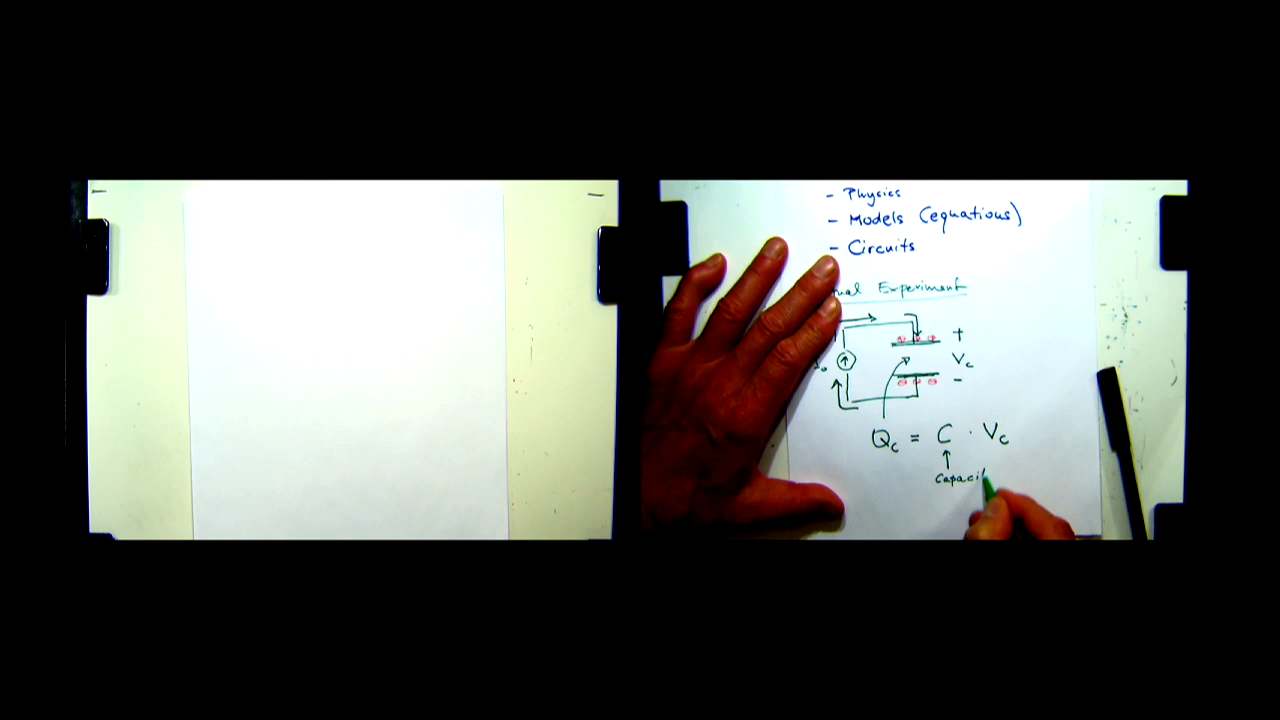 - Physics
- Models (equations)
- Circuits
Experiment
+
Vc
-
Qc = C · Vc
↑